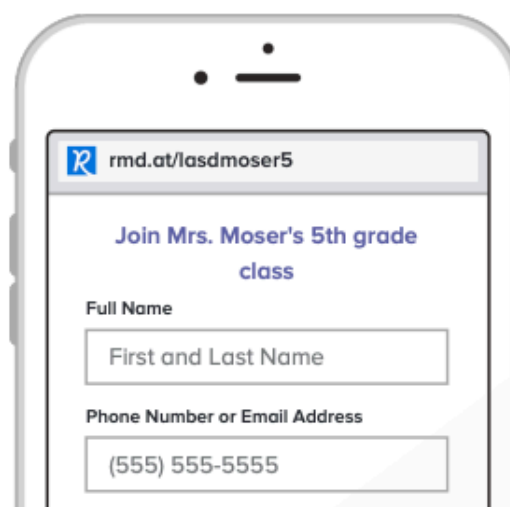 rmd.at/lasdmoser5
Join Mrs. Moser's 5th grade
class
Full Name
First and Last Name
Phone Number or Email Address
(555) 555-5555